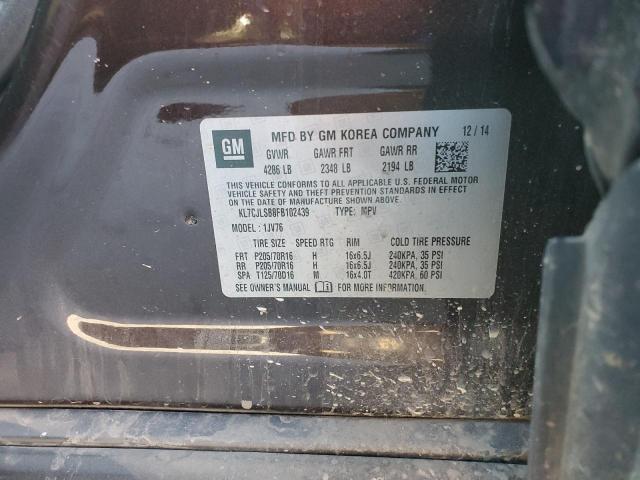 GM
MFD BY GM KOREA COMPANY 12/14
GVWR GAWR FRT GAWR RR
4286 LB 2348 LB 2194 LB
THIS VEHICLE CONFORMS TO ALL APPLICABLE U.S. FEDERAL MOTOR
VEHICLE SAFETY AND THEFT PREVENTION STANDARDS IN EFFECT
ON THE DATE OF MANUFACTURE SHOWN ABOVE.
KL7CJLSB8FB102439 TYPE: MPV
MODEL: 1JV76
TIRE SIZE SPEED RTG RIM COLD TIRE PRESSURE
FRT P205/70R16 H 16x6.5J 240KPA, 35 PSI
RR P205/70R16 H 16x6.5J 240KPA, 35 PSI
SPA T125/70D16 M 16x4.0T 420KPA, 60 PSI
SEE OWNER'S MANUAL FOR MORE INFORMATION